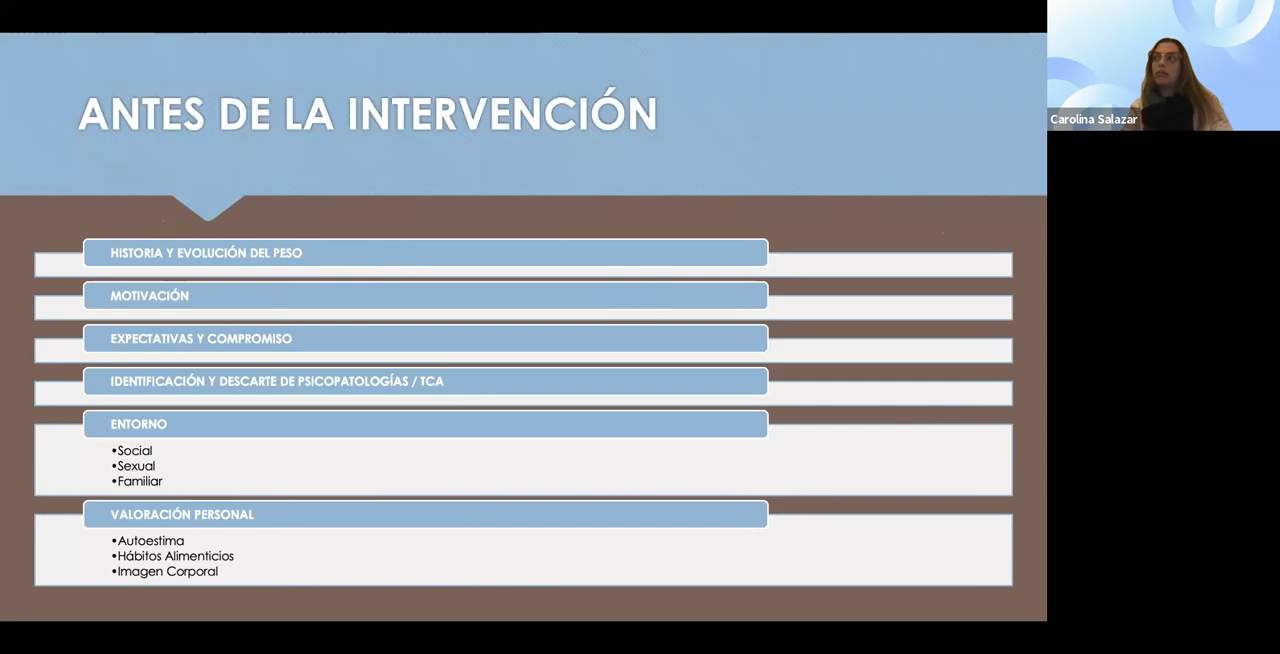 ANTES DE LA INTERVENCIÓN
Carolina Salazar
HISTORIA Y EVOLUCIÓN DEL PESO
MOTIVACIÓN
EXPECTATIVAS Y COMPROMISO
IDENTIFICACIÓN Y DESCARTE DE PSICOPATOLOGÍAS / TCA
ENTORNO
•Social
•Sexual
•Familiar
VALORACIÓN PERSONAL
•Autoestima
•Hábitos Alimenticios
•Imagen Corporal